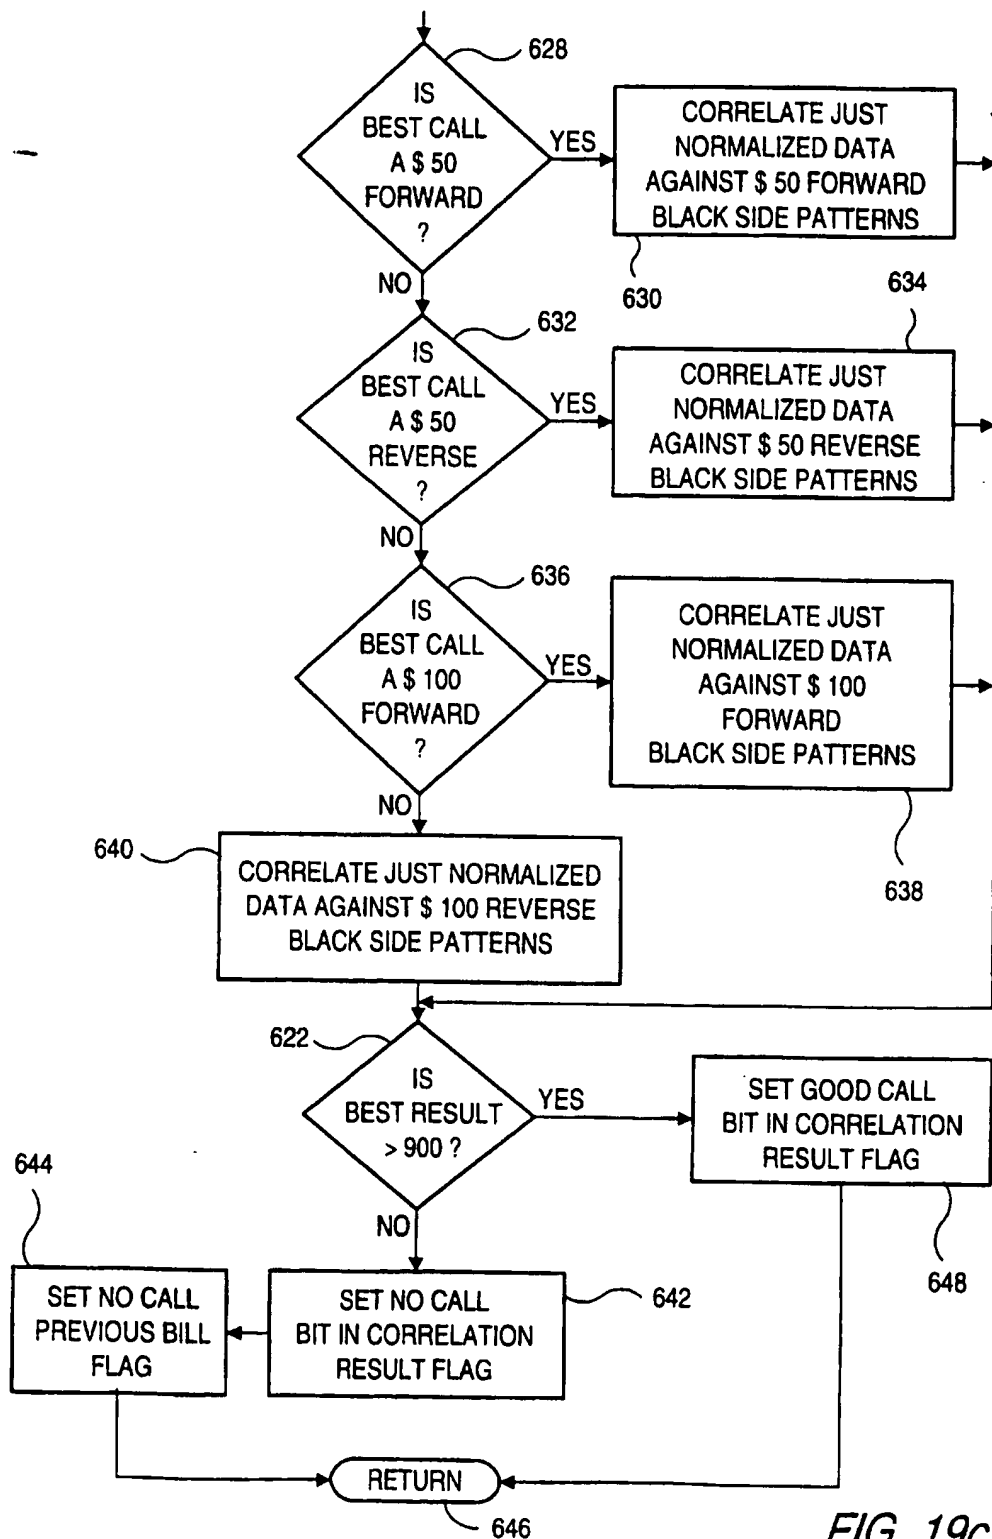 628
IS
BEST CALL
A $ 50
FORWARD
?
YES
CORRELATE JUST
NORMALIZED DATA
AGAINST $ 50 FORWARD
BLACK SIDE PATTERNS
630
NO
632
IS
BEST CALL
A $ 50
REVERSE
?
YES
634
CORRELATE JUST
NORMALIZED DATA
AGAINST $ 50 REVERSE
BLACK SIDE PATTERNS
NO
636
IS
BEST CALL
A $ 100
FORWARD
?
YES
CORRELATE JUST
NORMALIZED DATA
AGAINST $ 100
FORWARD
BLACK SIDE PATTERNS
638
NO
640
CORRELATE JUST NORMALIZED
DATA AGAINST $ 100 REVERSE
BLACK SIDE PATTERNS
622
IS
BEST RESULT
> 900 ?
YES
SET GOOD CALL
BIT IN CORRELATION
RESULT FLAG
648
NO
644
SET NO CALL
PREVIOUS BILL
FLAG
SET NO CALL
BIT IN CORRELATION
RESULT FLAG
642
RETURN
646
FIG. 19c